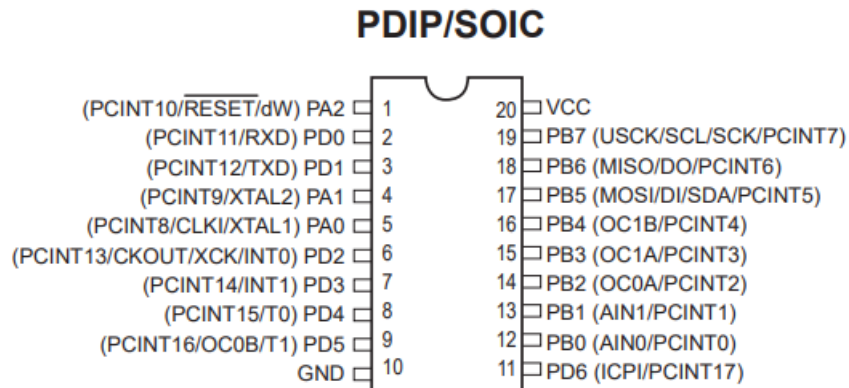 PDIP/SOIC
(PCINT10/RESET/dW) PA2 1 20 VCC
(PCINT11/RXD) PD0 2 19 PB7 (USCK/SCL/SCK/PCINT7)
(PCINT12/TXD) PD1 3 18 PB6 (MISO/DO/PCINT6)
(PCINT9/XTAL2) PA1 4 17 PB5 (MOSI/DI/SDA/PCINT5)
(PCINT8/CLKI/XTAL1) PA0 5 16 PB4 (OC1B/PCINT4)
(PCINT13/CKOUT/XCK/INT0) PD2 6 15 PB3 (OC1A/PCINT3)
(PCINT14/INT1) PD3 7 14 PB2 (OC0A/PCINT2)
(PCINT15/T0) PD4 8 13 PB1 (AIN1/PCINT1)
(PCINT16/OC0B/T1) PD5 9 12 PB0 (AIN0/PCINT0)
GND 10 11 PD6 (ICPI/PCINT17)